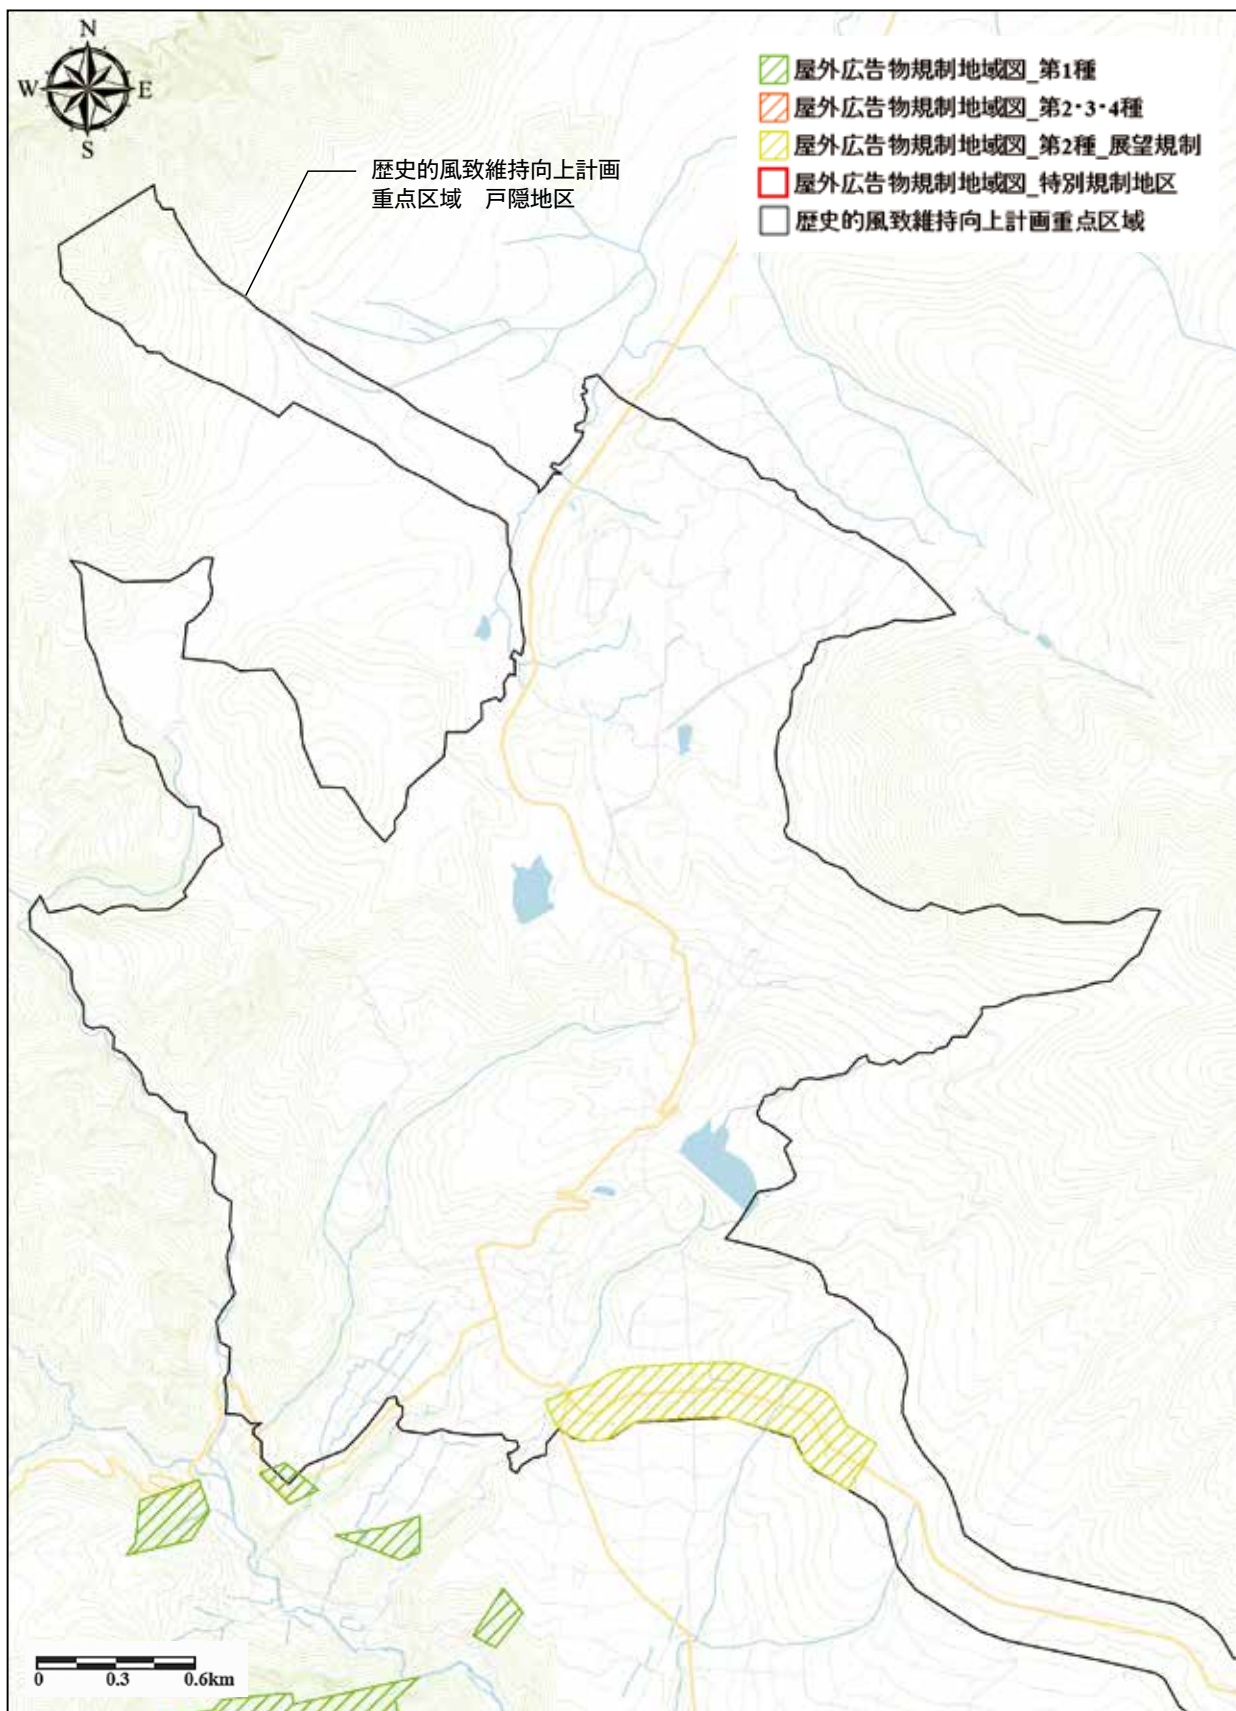 N
W E
S
歴史的風致維持向上計画
重点区域 戸隠地区
屋外広告物規制地域図_第1種
屋外広告物規制地域図_第2・3・4種
屋外広告物規制地域図_第2種_展望規制
屋外広告物規制地域図_特別規制地区
歴史的風致維持向上計画重点区域
0 0.3 0.6km